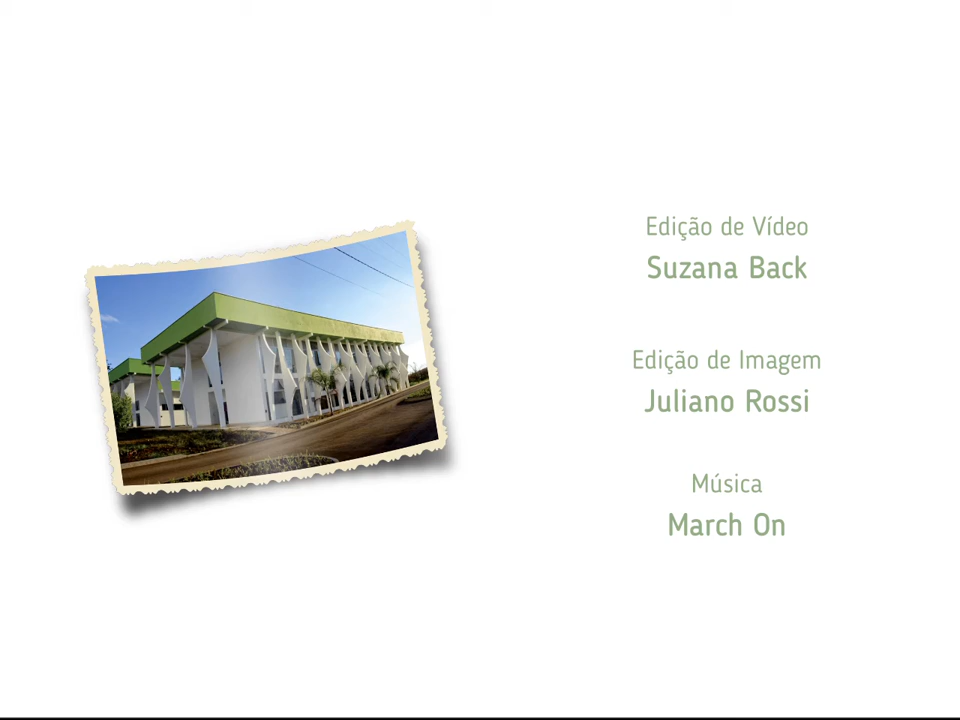 Edição de Vídeo
Suzana Back
Edição de Imagem
Juliano Rossi
Música
March On